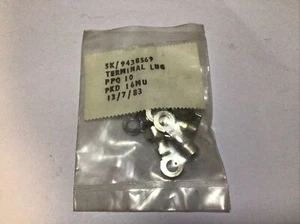 5K/9438569
TERMINAL LUG
PPQ 10
PKD 16MU
13/7/83